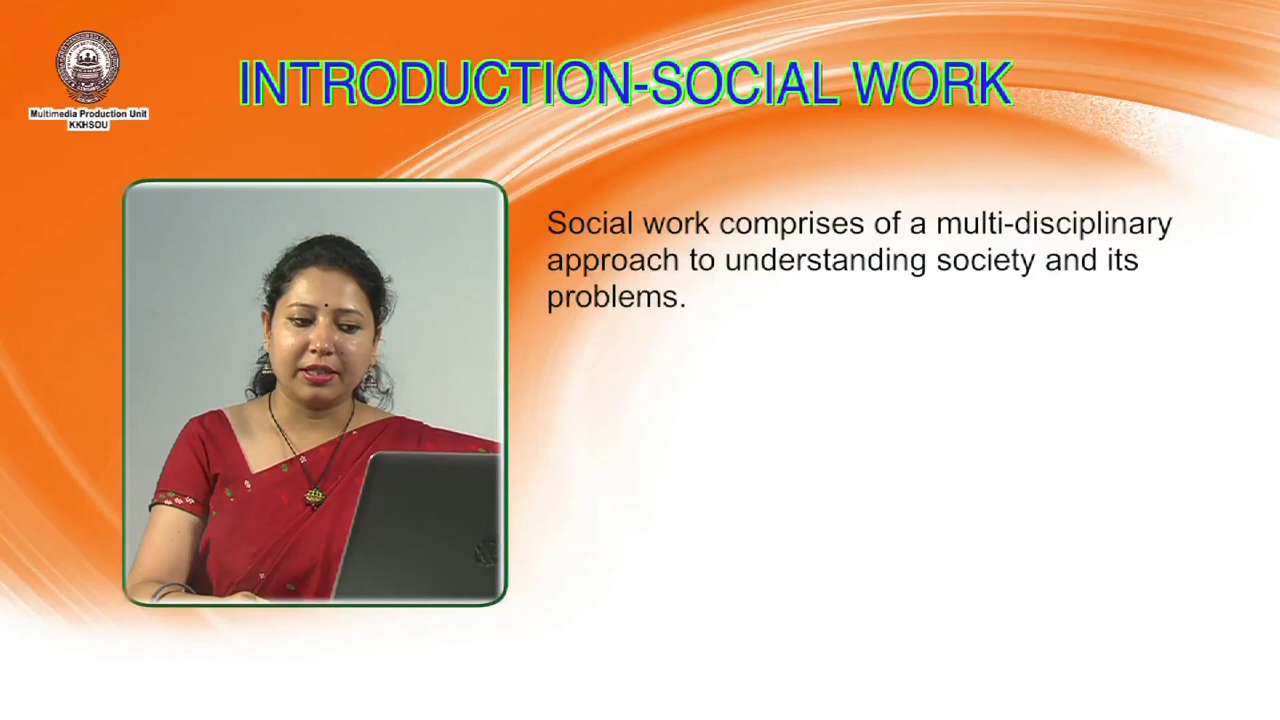 INTRODUCTION-SOCIAL WORK
Multimedia Production Unit
KKHSOU
Social work comprises of a multi-disciplinary
approach to understanding society and its
problems.